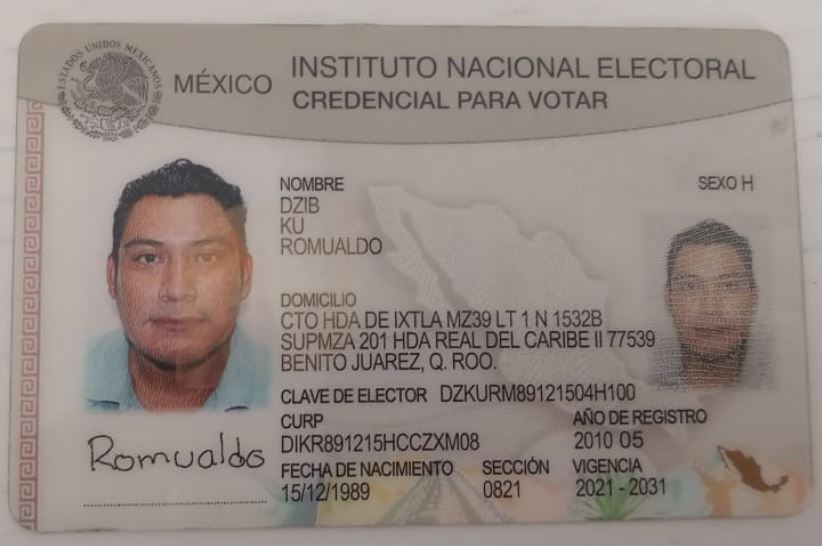 ESTADOS UNIDOS MEXICANOS
MÉXICO
INSTITUTO NACIONAL ELECTORAL
CREDENCIAL PARA VOTAR
NOMBRE
DZIB
KU
ROMUALDO
SEXO H
DOMICILIO
CTO HDA DE IXTLA MZ39 LT 1 N 1532B
SUPMZA 201 HDA REAL DEL CARIBE II 77539
BENITO JUAREZ, Q. ROO.
CLAVE DE ELECTOR DZKURM89121504H100
CURP
DIKR891215HCCZXM08
AÑO DE REGISTRO
2010 05
Romualdo
FECHA DE NACIMIENTO
15/12/1989
SECCIÓN
0821
VIGENCIA
2021 - 2031